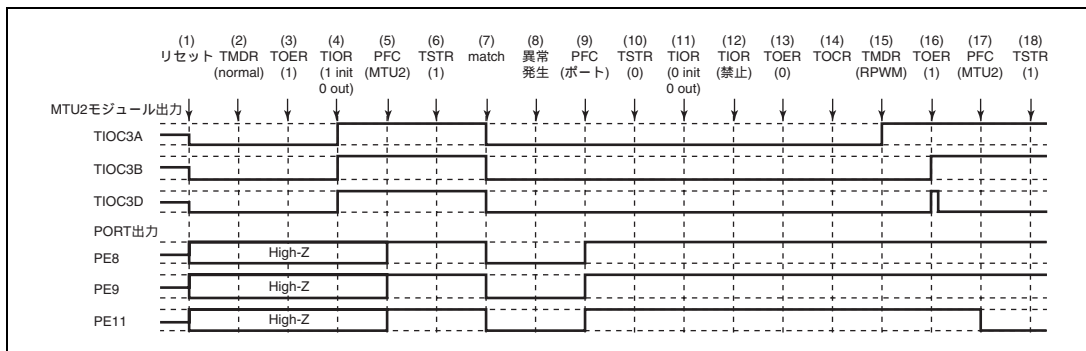 (1) (2) (3) (4) (5) (6) (7) (8) (9) (10) (11) (12) (13) (14) (15) (16) (17) (18)
リセット TMDR TOER TIOR PFC TSTR match 異常 PFC TSTR TIOR TIOR TOER TOCR TMDR TOER PFC TSTR
(normal) (1) (1 init (MTU2) (1) 発生 (ポート) (0) (0 init (禁止) (0) (RPWM) (1) (MTU2) (1)
0 out) 0 out)
MTU2モジュール出力
TIOC3A
TIOC3B
TIOC3D
PORT出力
PE8 High-Z
PE9 High-Z
PE11 High-Z